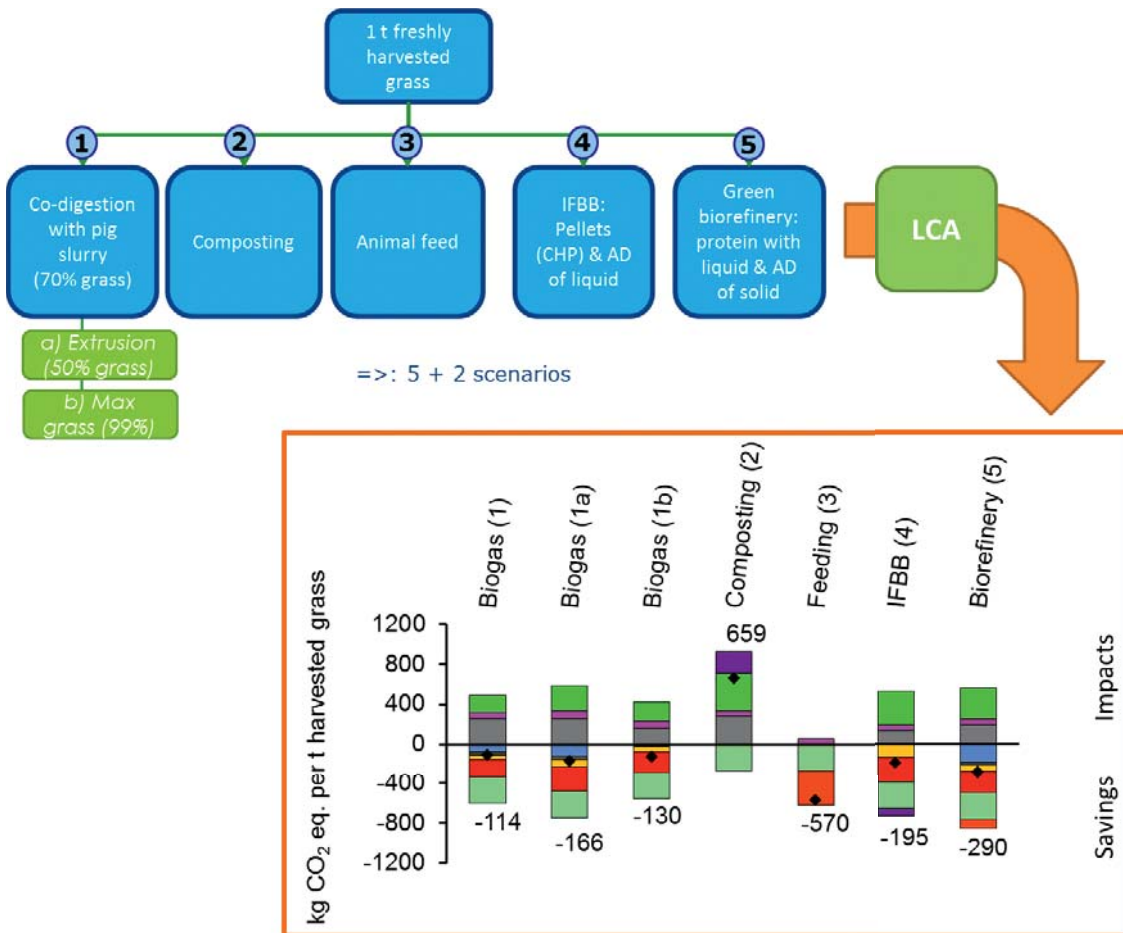 1 t freshly
harvested
grass
1
2
3
4
5
Co-digestion
with pig
slurry
(70% grass)
Composting
Animal feed
IFBB:
Pellets
(CHP) & AD
of liquid
Green
biorefinery:
protein with
liquid & AD
of solid
LCA
a) Extrusion
(50% grass)
b) Max
grass (99%)
=>: 5 + 2 scenarios
Biogas (1)
Biogas (1a)
Biogas (1b)
Composting (2)
Feeding (3)
IFBB (4)
Biorefinery (5)
kg CO₂ eq. per t harvested grass
1200
800
400
0
-400
-800
-1200
659
-114
-166
-130
-570
-195
-290
Impacts
Savings